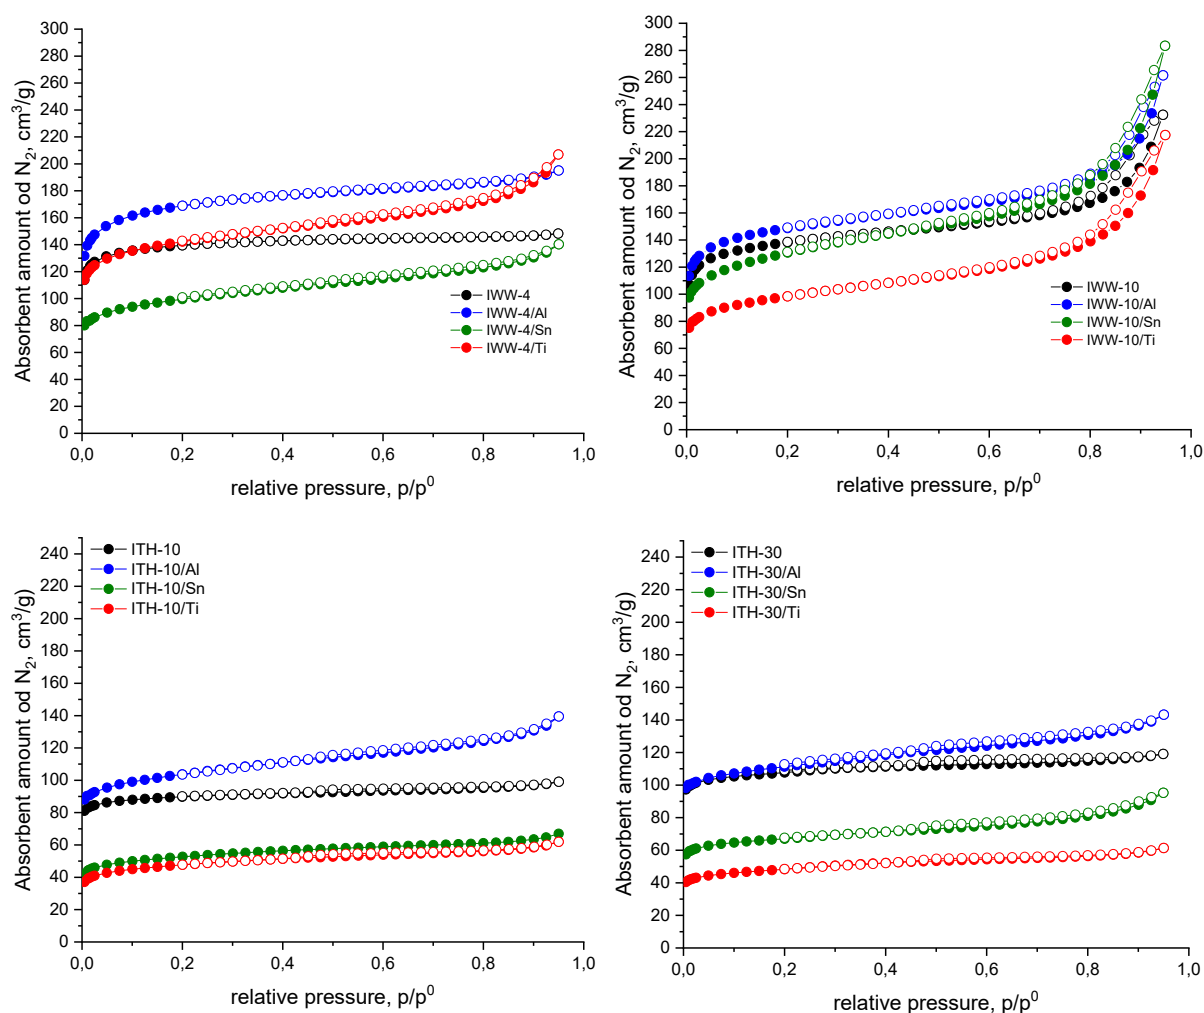 Absorbent amount od N2, cm3/g)
300
280
260
240
220
200
180
160
140
120
100
80
60
40
20
0
IWW-4
IWW-4/Al
IWW-4/Sn
IWW-4/Ti
0,0 0,2 0,4 0,6 0,8 1,0
relative pressure, p/p0
Absorbent amount od N2, cm3/g)
300
280
260
240
220
200
180
160
140
120
100
80
60
40
20
0
IWW-10
IWW-10/Al
IWW-10/Sn
IWW-10/Ti
0,0 0,2 0,4 0,6 0,8 1,0
relative pressure, p/p0
Absorbent amount od N2, cm3/g)
240
220
200
180
160
140
120
100
80
60
40
20
0
ITH-10
ITH-10/Al
ITH-10/Sn
ITH-10/Ti
0,0 0,2 0,4 0,6 0,8 1,0
relative pressure, p/p0
Absorbent amount od N2, cm3/g)
240
220
200
180
160
140
120
100
80
60
40
20
0
ITH-30
ITH-30/Al
ITH-30/Sn
ITH-30/Ti
0,0 0,2 0,4 0,6 0,8 1,0
relative pressure, p/p0